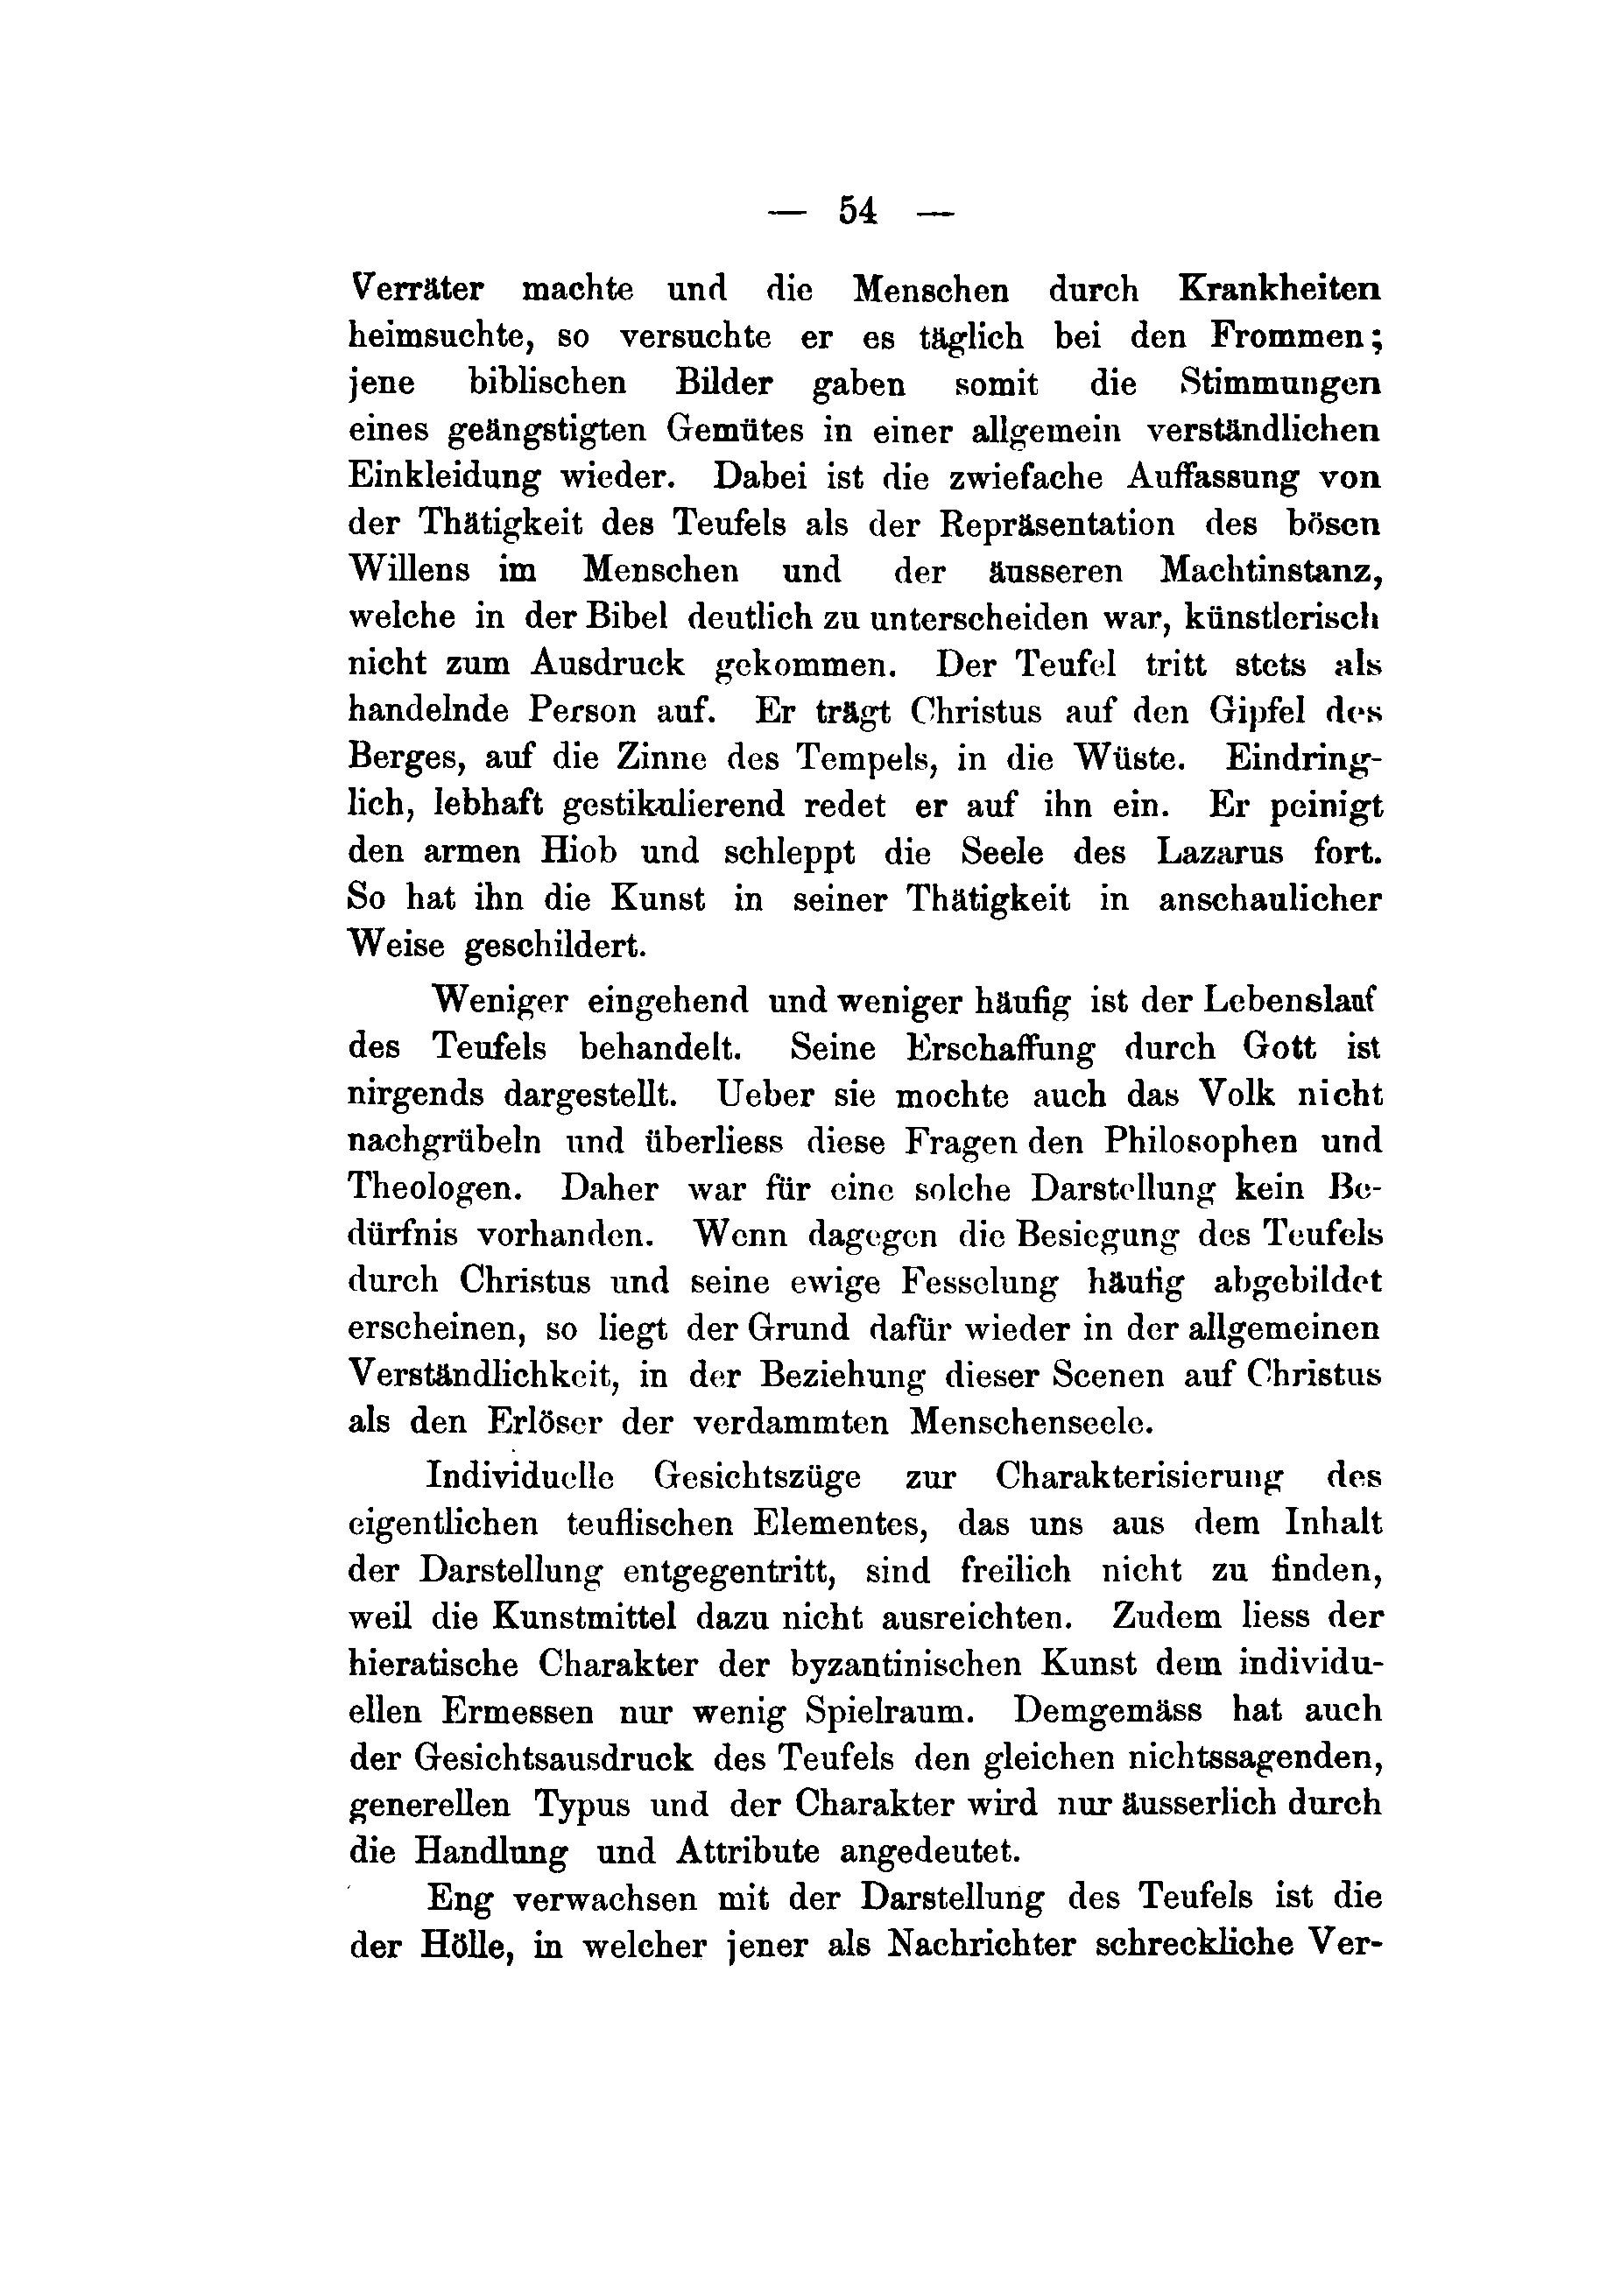 — 54 —
Verräter machte und die Menschen durch Krankheiten
heimsuchte, so versuchte er es täglich bei den Frommen;
jene biblischen Bilder gaben somit die Stimmungen
eines geängstigten Gemütes in einer allgemein verständlichen
Einkleidung wieder. Dabei ist die zwiefache Auffassung von
der Thätigkeit des Teufels als der Repräsentation des bösen
Willens im Menschen und der äusseren Machtinstanz,
welche in der Bibel deutlich zu unterscheiden war, künstlerisch
nicht zum Ausdruck gekommen. Der Teufel tritt stets als
handelnde Person auf. Er trägt Christus auf den Gipfel des
Berges, auf die Zinne des Tempels, in die Wüste. Eindring-
lich, lebhaft gestikulierend redet er auf ihn ein. Er peinigt
den armen Hiob und schleppt die Seele des Lazarus fort.
So hat ihn die Kunst in seiner Thätigkeit in anschaulicher
Weise geschildert.
Weniger eingehend und weniger häufig ist der Lebenslauf
des Teufels behandelt. Seine Erschaffung durch Gott ist
nirgends dargestellt. Ueber sie mochte auch das Volk nicht
nachgrübeln und überliess diese Fragen den Philosophen und
Theologen. Daher war für eine solche Darstellung kein Be-
dürfnis vorhanden. Wenn dagegen die Besiegung des Teufels
durch Christus und seine ewige Fesselung häufig abgebildet
erscheinen, so liegt der Grund dafür wieder in der allgemeinen
Verständlichkeit, in der Beziehung dieser Scenen auf Christus
als den Erlöser der verdammten Menschenseele.
Individuelle Gesichtszüge zur Charakterisierung des
eigentlichen teuflischen Elementes, das uns aus dem Inhalt
der Darstellung entgegentritt, sind freilich nicht zu finden,
weil die Kunstmittel dazu nicht ausreichten. Zudem liess der
hieratische Charakter der byzantinischen Kunst dem individu-
ellen Ermessen nur wenig Spielraum. Demgemäss hat auch
der Gesichtsausdruck des Teufels den gleichen nichtssagenden,
generellen Typus und der Charakter wird nur äusserlich durch
die Handlung und Attribute angedeutet.
Eng verwachsen mit der Darstellung des Teufels ist die
der Hölle, in welcher jener als Nachrichter schreckliche Ver-